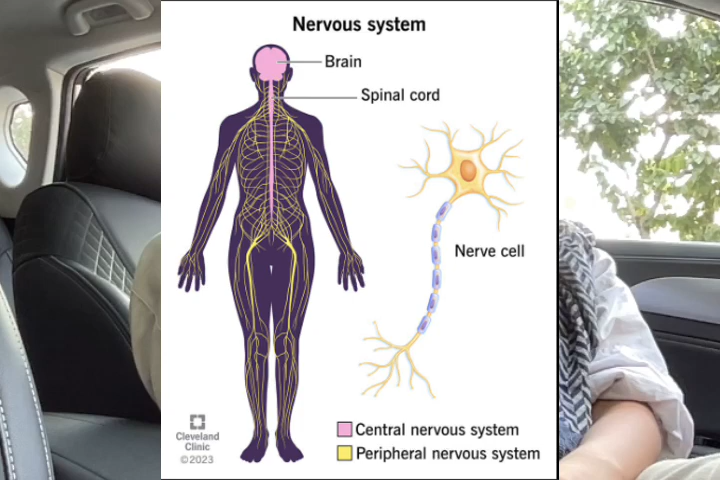 Nervous system
Brain
Spinal cord
Nerve cell
Central nervous system
Peripheral nervous system
Cleveland
Clinic
©2023